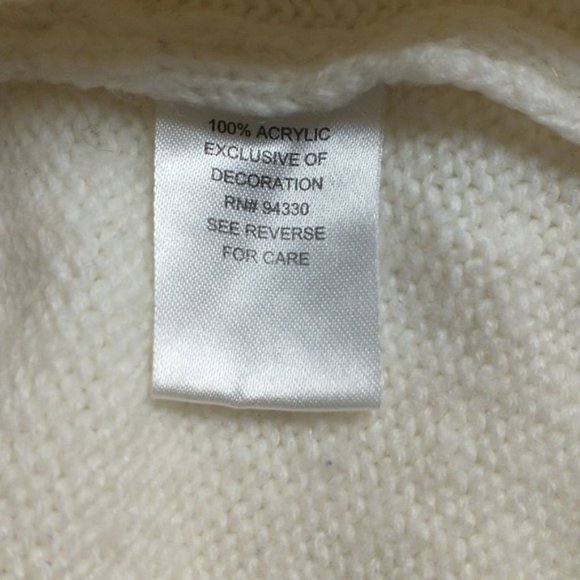 100% ACRYLIC
EXCLUSIVE OF
DECORATION
RN# 94330
SEE REVERSE
FOR CARE